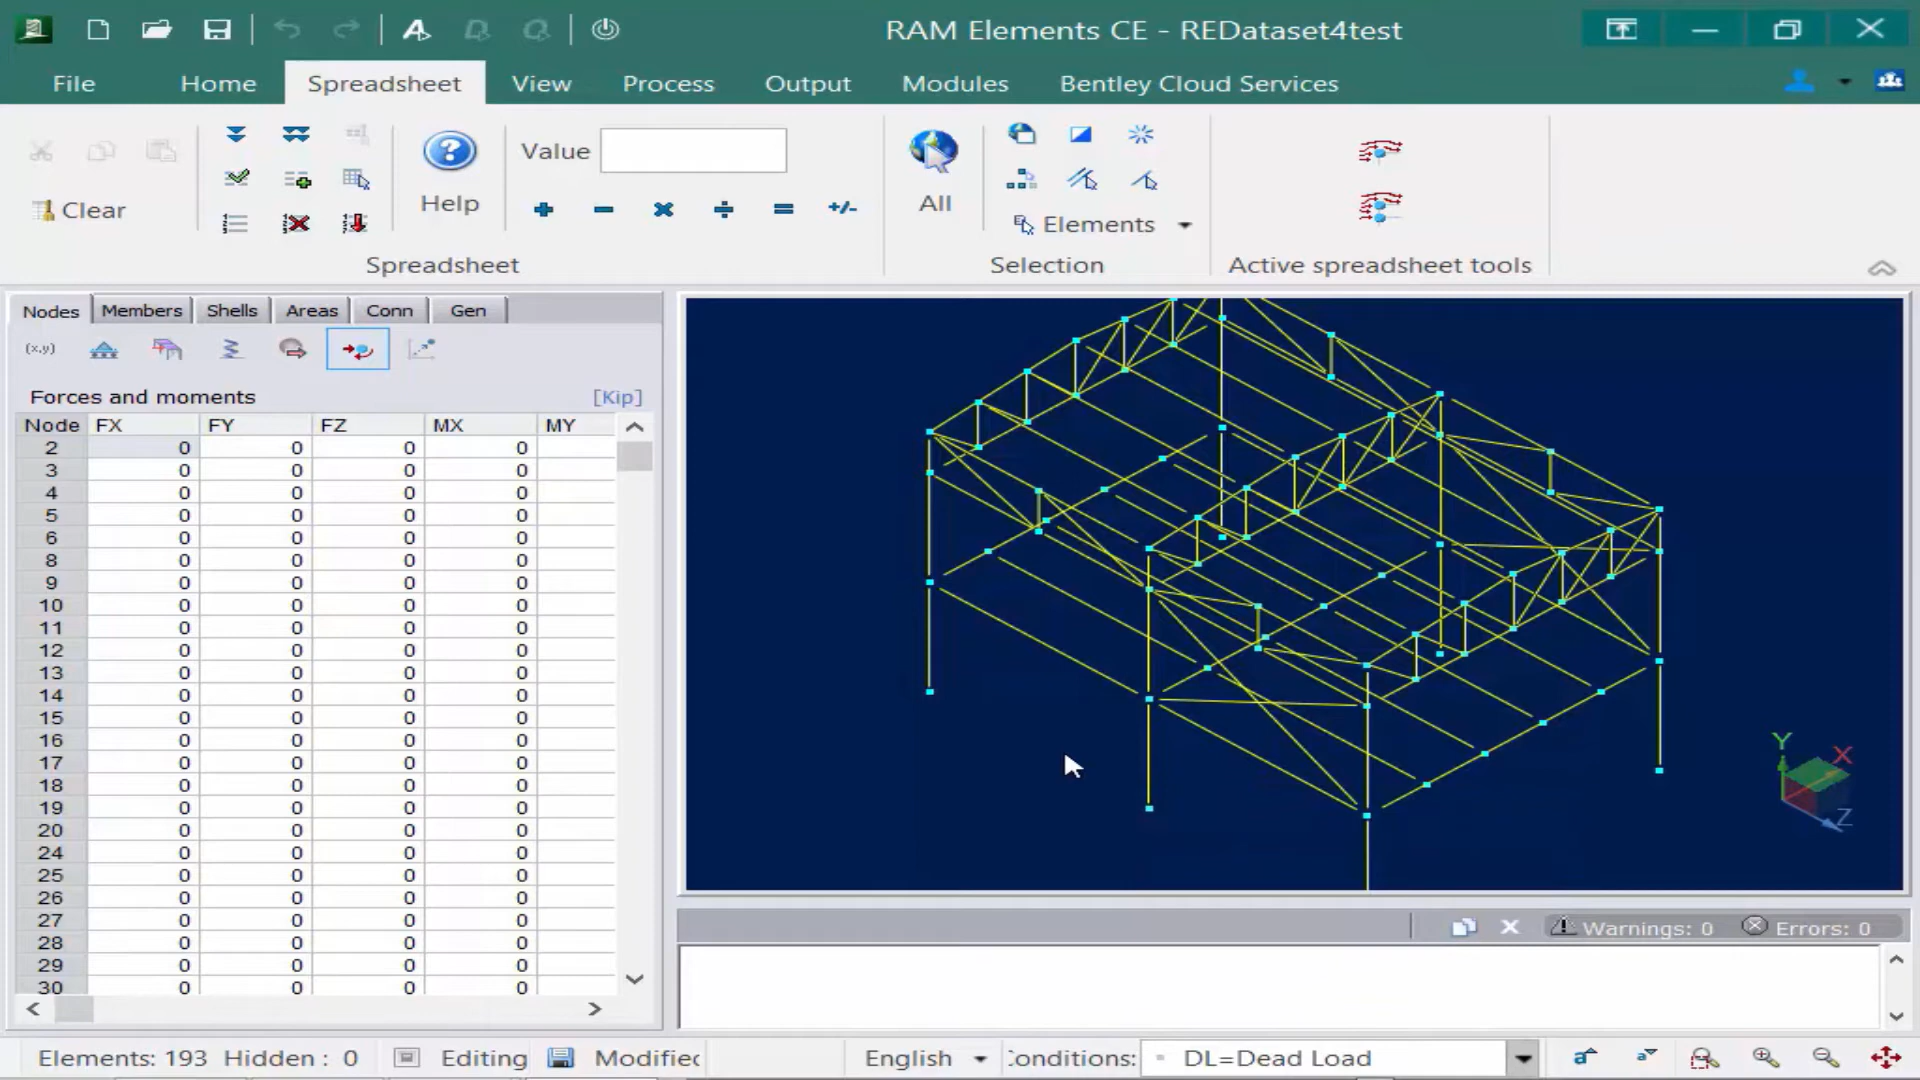 RAM Elements CE - REDataset4test
File Home Spreadsheet View Process Output Modules Bentley Cloud Services
Clear
Help
Value
All
Elements
Spreadsheet Selection Active spreadsheet tools
Nodes Members Shells Areas Conn Gen
(x,y)
Forces and moments [Kip]
Node FX FY FZ MX MY
2 0 0 0 0
3 0 0 0 0
4 0 0 0 0
5 0 0 0 0
6 0 0 0 0
8 0 0 0 0
9 0 0 0 0
10 0 0 0 0
11 0 0 0 0
12 0 0 0 0
13 0 0 0 0
14 0 0 0 0
15 0 0 0 0
16 0 0 0 0
17 0 0 0 0
18 0 0 0 0
19 0 0 0 0
20 0 0 0 0
24 0 0 0 0
25 0 0 0 0
26 0 0 0 0
27 0 0 0 0
28 0 0 0 0
29 0 0 0 0
30 0 0 0 0
Y X Z
Warnings: 0 Errors: 0
Elements: 193 Hidden : 0 Editing Modified English Conditions: DL=Dead Load